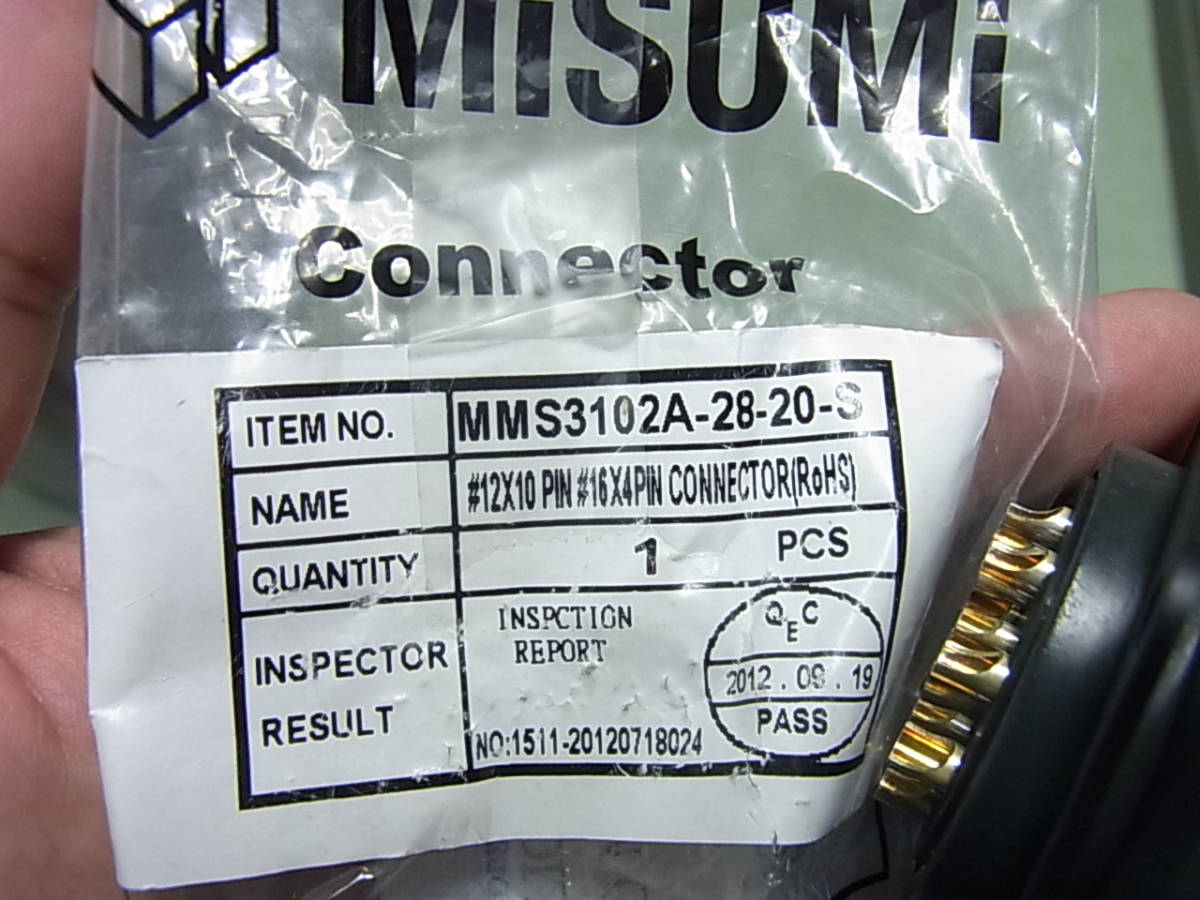 MiSUMi
Connector
ITEM NO. MMS3102A-28-20-S
NAME #12X10 PIN #16X4PIN CONNECTOR(RoHS)
QUANTITY 1 PCS
INSPECTOR RESULT
INSPCTION
REPORT
NO:1511-20120718024
QEC
2012.09.19
PASS